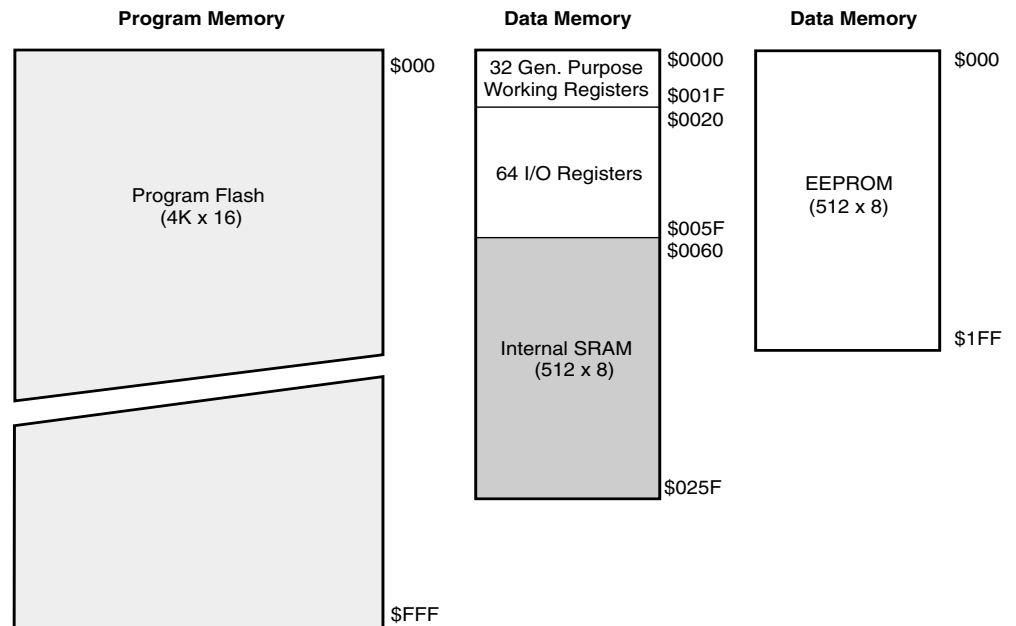 Program Memory
$000
Program Flash
(4K x 16)
$FFF
Data Memory
32 Gen. Purpose
Working Registers
$0000
$001F
$0020
64 I/O Registers
$005F
$0060
Internal SRAM
(512 x 8)
$025F
Data Memory
$000
EEPROM
(512 x 8)
$1FF